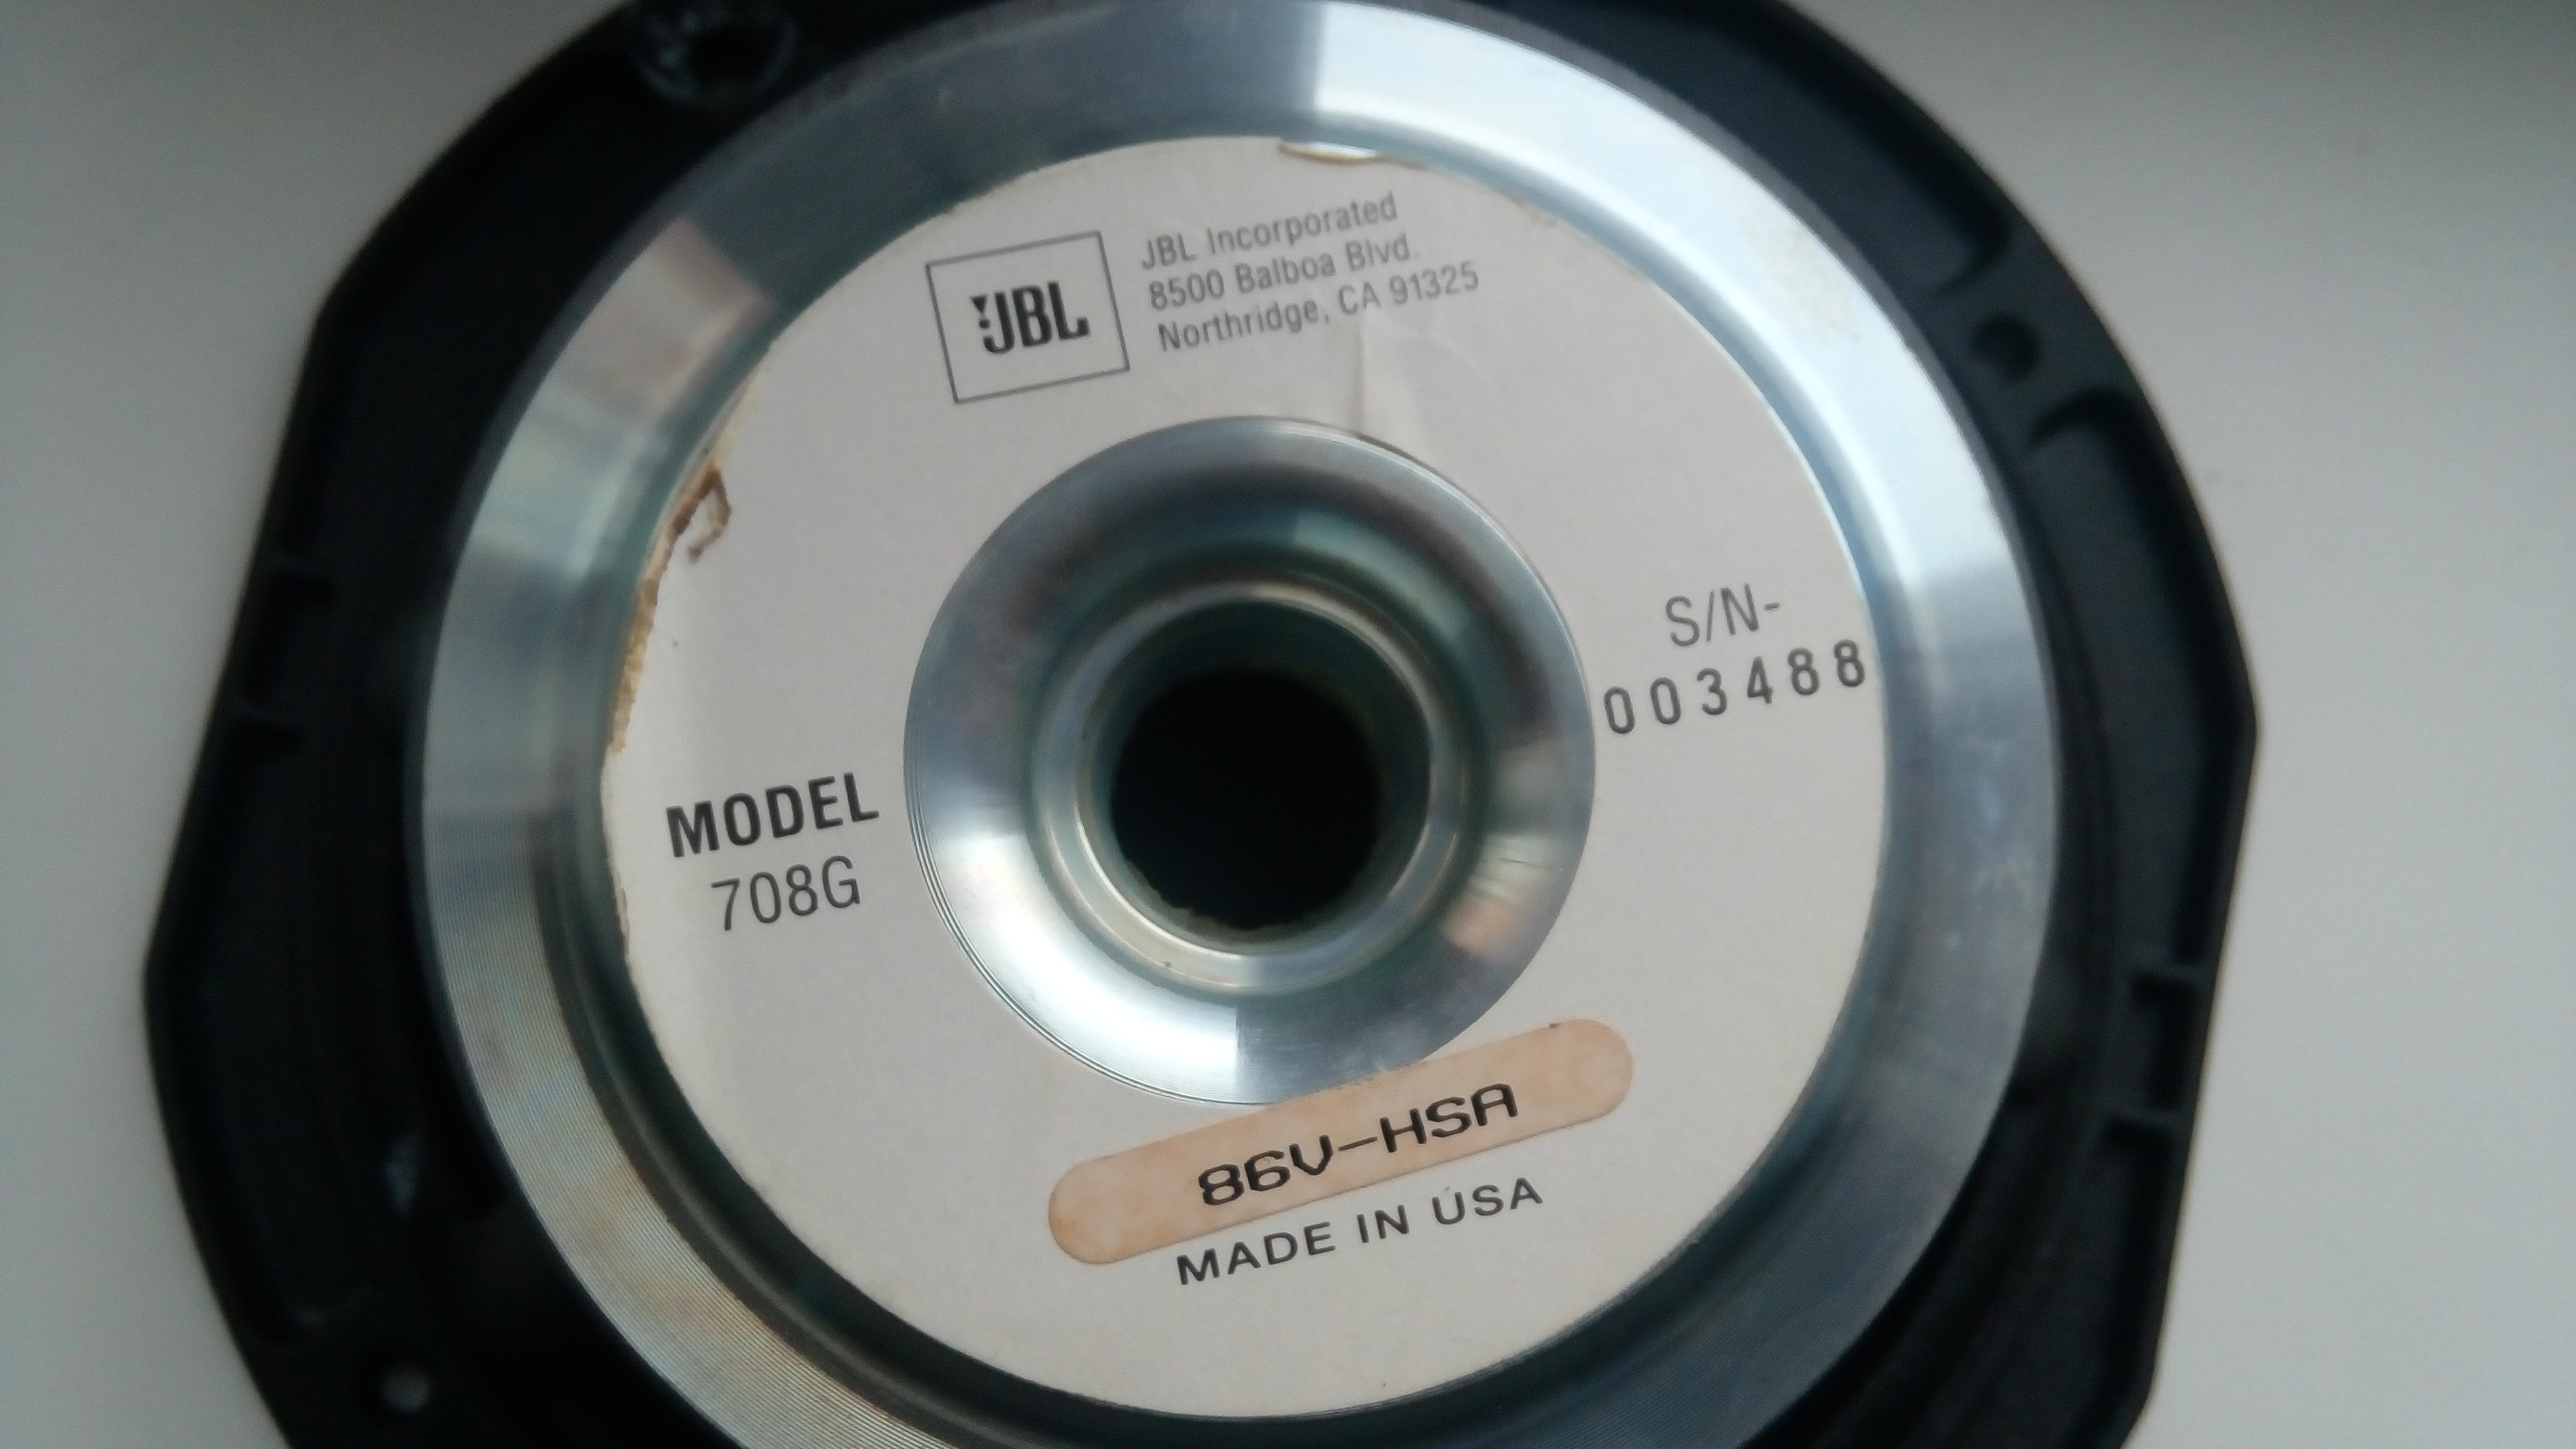 JBL
JBL Incorporated
8500 Balboa Blvd.
Northridge, CA 91325
S/N-
003488
MODEL
708G
86V-HSA
MADE IN USA